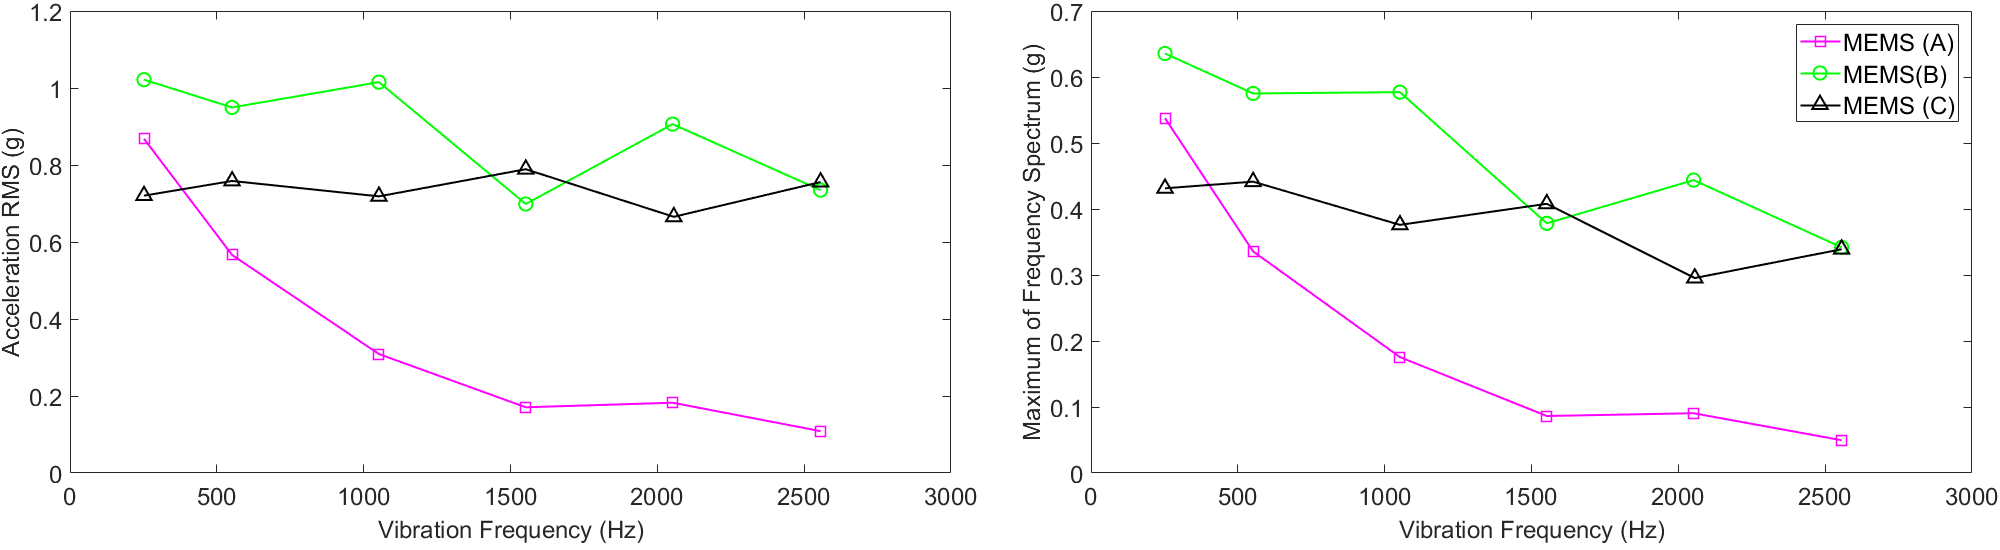 Acceleration RMS (g)
1.2
1
0.8
0.6
0.4
0.2
0
0 500 1000 1500 2000 2500 3000
Vibration Frequency (Hz)
Maximum of Frequency Spectrum (g)
0.7
0.6
0.5
0.4
0.3
0.2
0.1
0
0 500 1000 1500 2000 2500 3000
Vibration Frequency (Hz)
MEMS (A)
MEMS(B)
MEMS (C)